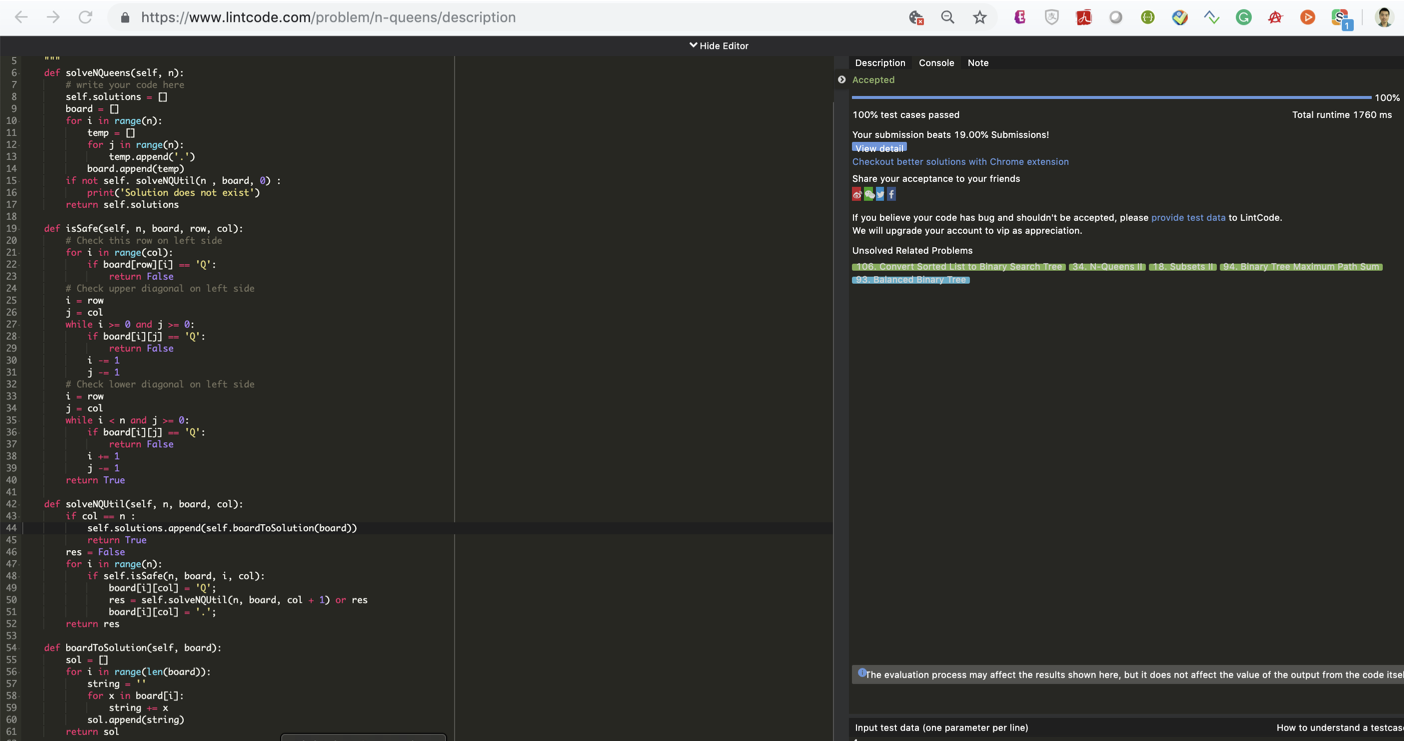 https://www.lintcode.com/problem/n-queens/description
1
Hide Editor
5 """
6 def solveNQueens(self, n):
7 # write your code here
8 self.solutions = []
9 board = []
10 for i in range(n):
11 temp = []
12 for j in range(n):
13 temp.append('.')
14 board.append(temp)
15 if not self. solveNQUtil(n , board, 0) :
16 print('Solution does not exist')
17 return self.solutions
18
19 def isSafe(self, n, board, row, col):
20 # Check this row on left side
21 for i in range(col):
22 if board[row][i] == 'Q':
23 return False
24 # Check upper diagonal on left side
25 i = row
26 j = col
27 while i >= 0 and j >= 0:
28 if board[i][j] == 'Q':
29 return False
30 i -= 1
31 j -= 1
32 # Check lower diagonal on left side
33 i = row
34 j = col
35 while i < n and j >= 0:
36 if board[i][j] == 'Q':
37 return False
38 i += 1
39 j -= 1
40 return True
41
42 def solveNQUtil(self, n, board, col):
43 if col == n :
44 self.solutions.append(self.boardToSolution(board))
45 return True
46 res = False
47 for i in range(n):
48 if self.isSafe(n, board, i, col):
49 board[i][col] = 'Q';
50 res = self.solveNQUtil(n, board, col + 1) or res
51 board[i][col] = '.';
52 return res
53
54 def boardToSolution(self, board):
55 sol = []
56 for i in range(len(board)):
57 string = ''
58 for x in board[i]:
59 string += x
60 sol.append(string)
61 return sol
Description Console Note
Accepted
100%
100% test cases passed Total runtime 1760 ms
Your submission beats 19.00% Submissions!
View detail
Checkout better solutions with Chrome extension
Share your acceptance to your friends
If you believe your code has bug and shouldn't be accepted, please provide test data to LintCode.
We will upgrade your account to vip as appreciation.
Unsolved Related Problems
106. Convert Sorted List to Binary Search Tree 34. N-Queens II 18. Subsets II 94. Binary Tree Maximum Path Sum
93. Balanced Binary Tree
The evaluation process may affect the results shown here, but it does not affect the value of the output from the code itsel
Input test data (one parameter per line) How to understand a testcas